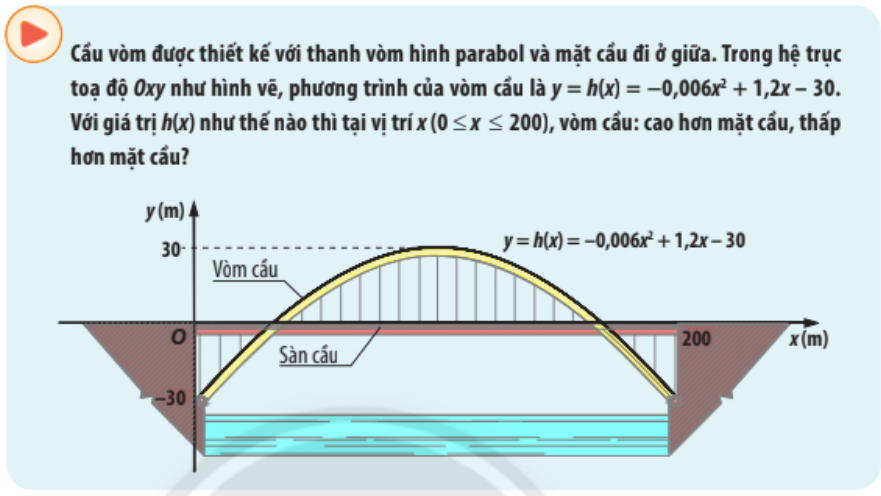 Cầu vòm được thiết kế với thanh vòm hình parabol và mặt cầu đi ở giữa. Trong hệ trục
toạ độ Oxy như hình vẽ, phương trình của vòm cầu là y = h(x) = −0,006x² + 1,2x − 30.
Với giá trị h(x) như thế nào thì tại vị trí x (0 ≤ x ≤ 200), vòm cầu: cao hơn mặt cầu, thấp
hơn mặt cầu?
y (m)
30
y = h(x) = −0,006x² + 1,2x − 30
Vòm cầu
O
200
x (m)
Sàn cầu
−30